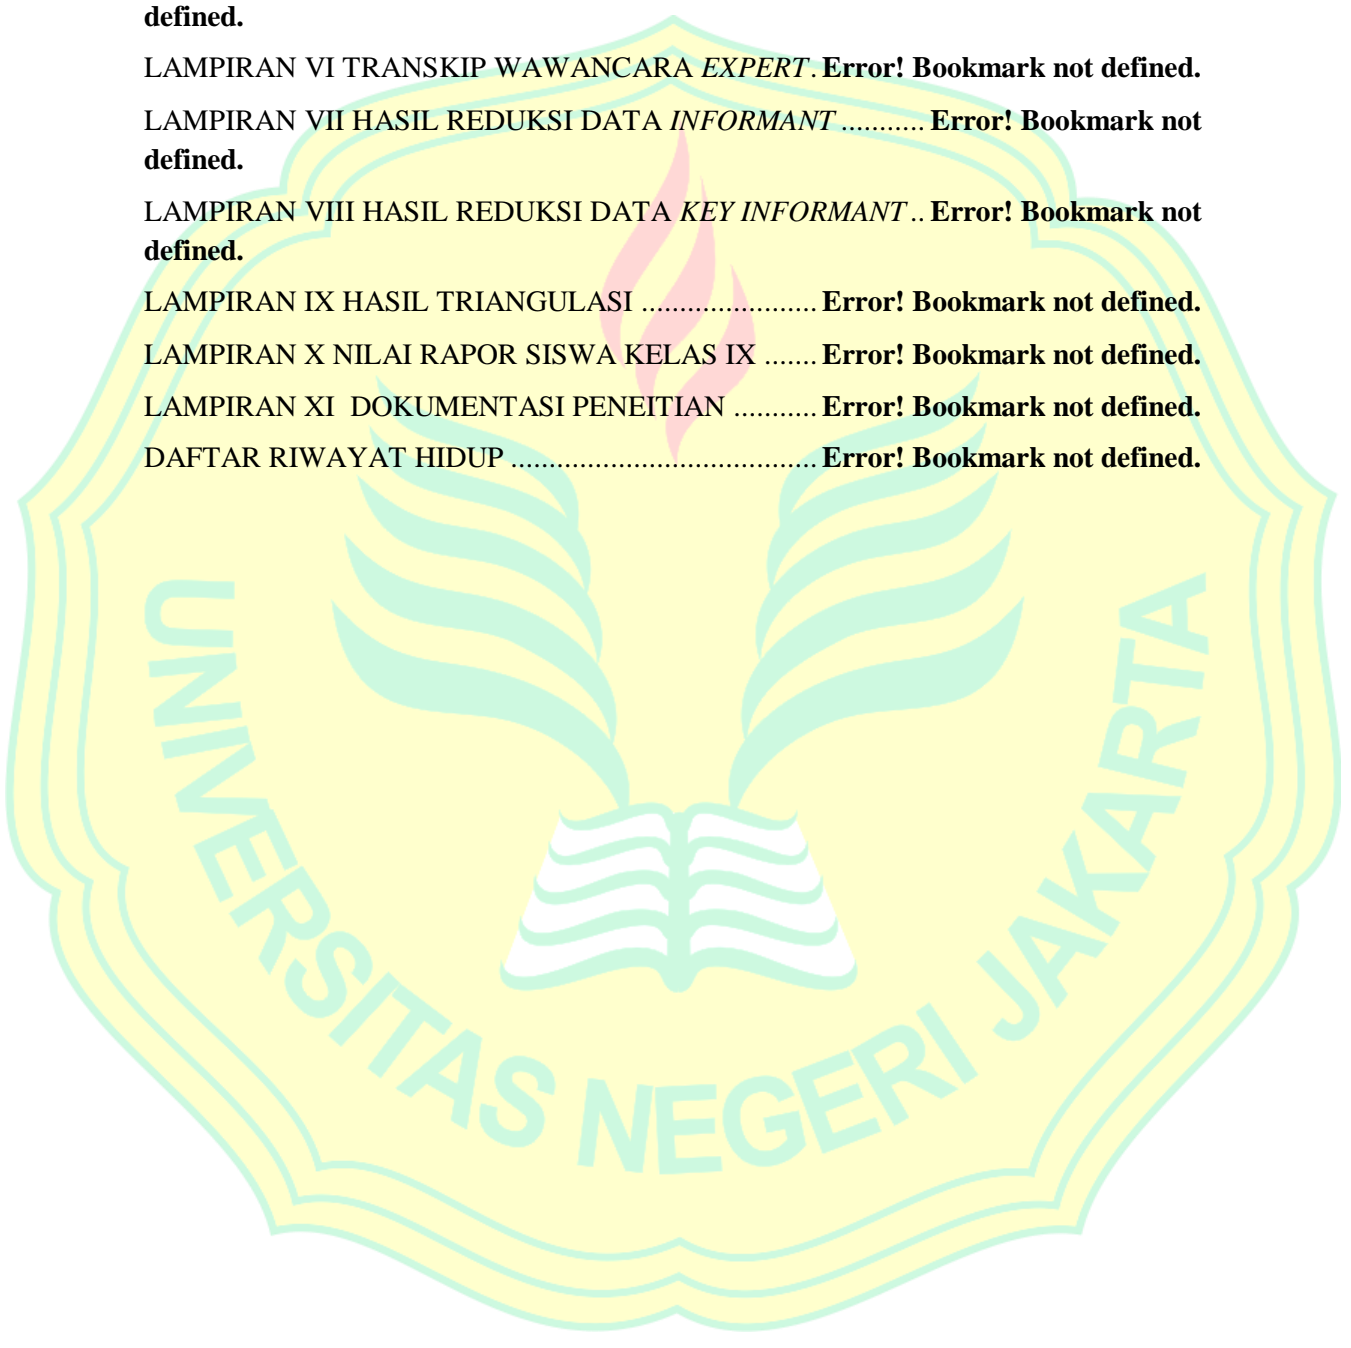 defined.
LAMPIRAN VI TRANSKIP WAWANCARA EXPERT. Error! Bookmark not defined.
LAMPIRAN VII HASIL REDUKSI DATA INFORMANT ........... Error! Bookmark not
defined.
LAMPIRAN VIII HASIL REDUKSI DATA KEY INFORMANT .. Error! Bookmark not
defined.
LAMPIRAN IX HASIL TRIANGULASI ....................... Error! Bookmark not defined.
LAMPIRAN X NILAI RAPOR SISWA KELAS IX ....... Error! Bookmark not defined.
LAMPIRAN XI  DOKUMENTASI PENEITIAN ........... Error! Bookmark not defined.
DAFTAR RIWAYAT HIDUP ........................................ Error! Bookmark not defined.
UNIVERSITAS NEGERI JAKARTA